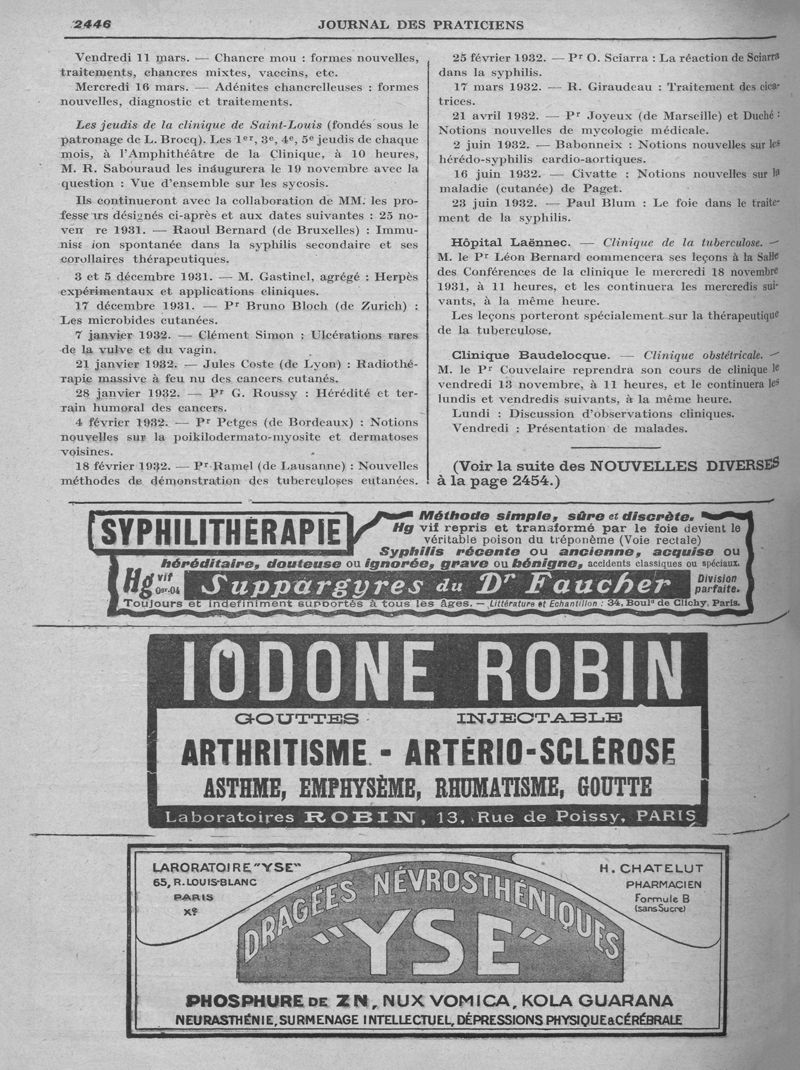 2446
JOURNAL DES PRATICIENS
Vendredi 11 mars. — Chancre mou : formes nouvelles,
traitements, chancres mixtes, vaccins, etc.
Mercredi 16 mars. — Adénites chancrelleuses : formes
nouvelles, diagnostic et traitements.
Les jeudis de la clinique de Saint-Louis (fondés sous le
patronage de L. Brocq). Les 1er, 3e, 4e, 5e jeudis de chaque
mois, à l'Amphithéâtre de la Clinique, à 10 heures,
M. R. Sabouraud les inaugurera le 19 novembre avec la
question : Vue d'ensemble sur les sycosis.
Ils continueront avec la collaboration de MM. les pro-
fesse rs désignés ci-après et aux dates suivantes : 25 no-
ven re 1931. — Raoul Bernard (de Bruxelles) : Immu-
nisa ion spontanée dans la syphilis secondaire et ses
corollaires thérapeutiques.
3 et 5 décembre 1931. — M. Gastinel, agrégé : Herpès
expérimentaux et applications cliniques.
17 décembre 1931. — Pr Bruno Bloch (de Zurich) :
Les microbides cutanées.
7 janvier 1932. — Clément Simon : Ulcérations rares
de la vulve et du vagin.
21 janvier 1932. — Jules Coste (de Lyon) : Radiothé-
rapie massive à feu nu des cancers cutanés.
28 janvier 1932. — Pr G. Roussy : Hérédité et ter-
rain humoral des cancers.
4 février 1932. — Pr Petges (de Bordeaux) : Notions
nouvelles sur la poikilodermato-myosite et dermatoses
voisines.
18 février 1932. — Pr Ramel (de Lausanne) : Nouvelles
méthodes de démonstration des tuberculoses cutanées.
25 février 1932. — Pr O. Sciarra : La réaction de Sciarra
dans la syphilis.
17 mars 1932. — R. Giraudeau : Traitement des cica-
trices.
21 avril 1932. — Pr Joyeux (de Marseille) et Duché :
Notions nouvelles de mycologie médicale.
2 juin 1932. — Babonneix : Notions nouvelles sur les
hérédo-syphilis cardio-aortiques.
16 juin 1932. — Civatte : Notions nouvelles sur la
maladie (cutanée) de Paget.
23 juin 1932. — Paul Blum : Le foie dans le traite-
ment de la syphilis.
Hôpital Laënnec. — Clinique de la tuberculose. —
M. le Pr Léon Bernard commencera ses leçons à la Salle
des Conférences de la clinique le mercredi 18 novembre
1931, à 11 heures, et les continuera les mercredis sui-
vants, à la même heure.
Les leçons porteront spécialement sur la thérapeutique
de la tuberculose.
Clinique Baudelocque. — Clinique obstétricale. —
M. le Pr Couvelaire reprendra son cours de clinique le
vendredi 13 novembre, à 11 heures, et le continuera les
lundis et vendredis suivants, à la même heure.
Lundi : Discussion d'observations cliniques.
Vendredi : Présentation de malades.
(Voir la suite des NOUVELLES DIVERSES
à la page 2454.)
SYPHILITHÉRAPIE
Méthode simple, sûre et discrète.
Hg vif repris et transformé par le foie devient le
véritable poison du tréponème (Voie rectale)
Syphilis récente ou ancienne, acquise ou
héréditaire, douteuse ou ignorée, grave ou bénigne, accidents classiques ou spéciaux.
Hg vif 0gr.04 Suppargyres du Dr Faucher Division parfaite.
Toujours et indéfiniment supportés à tous les âges. — Littérature et Echantillon : 34, Bould de Clichy, Paris.
IODONE ROBIN
GOUTTES INJECTABLE
ARTHRITISME - ARTÉRIO-SCLÉROSE
ASTHME, EMPHYSÈME, RHUMATISME, GOUTTE
Laboratoires ROBIN, 13, Rue de Poissy, PARIS
LABORATOIRE "YSE"
65, R. LOUIS-BLANC
PARIS
Xe
H. CHATELUT
PHARMACIEN
Formule B
(sans Sucre)
DRAGÉES NÉVROSTHÉNIQUES
"YSE"
PHOSPHURE DE ZN, NUX VOMICA, KOLA GUARANA
NEURASTHÉNIE, SURMENAGE INTELLECTUEL, DÉPRESSIONS PHYSIQUE & CÉRÉBRALE